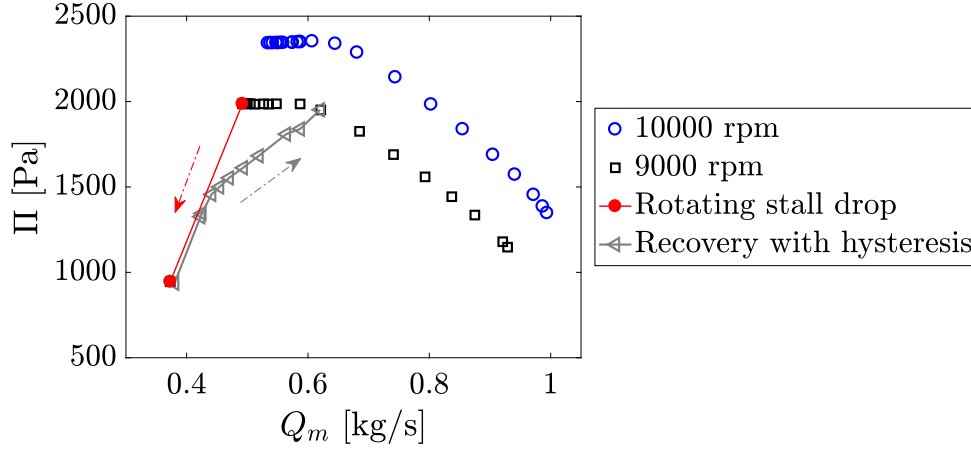 2500
2000
1500
1000
500
Π [Pa]
0.4 0.6 0.8 1
Qₘ [kg/s]
10000 rpm
9000 rpm
Rotating stall drop
Recovery with hysteresis